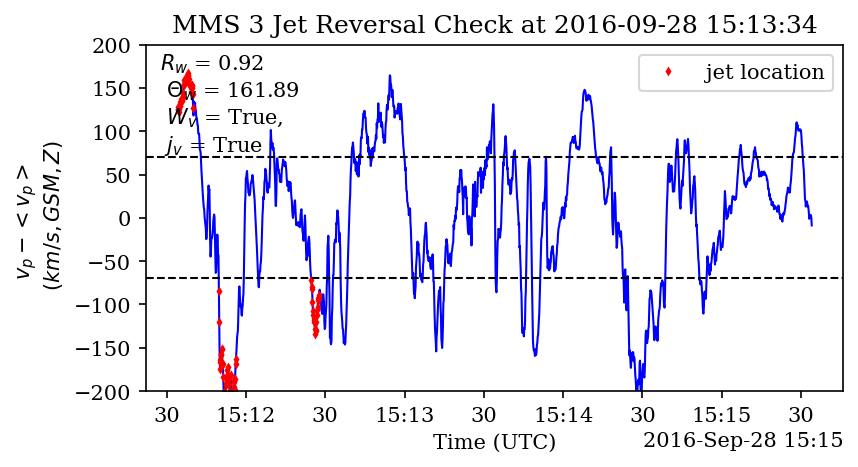 MMS 3 Jet Reversal Check at 2016-09-28 15:13:34
R_w = 0.92
Θ_w = 161.89
W_v = True,
j_v = True
jet location
v_p − < v_p >
(km/s, GSM, Z)
200
150
100
50
0
−50
−100
−150
−200
30 15:12 30 15:13 30 15:14 30 15:15 30
Time (UTC)
2016-Sep-28 15:15